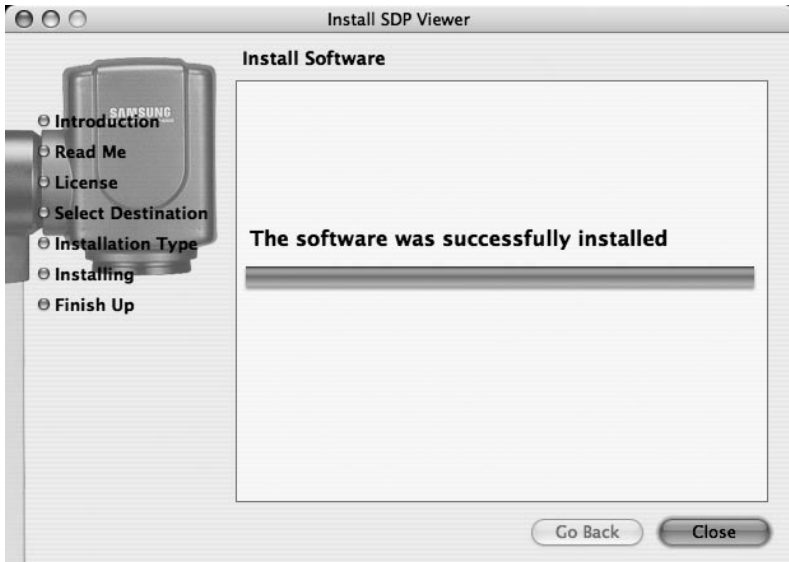 Install SDP Viewer
Install Software
SAMSUNG
Introduction
Read Me
License
Select Destination
Installation Type
Installing
Finish Up
The software was successfully installed
Go Back
Close